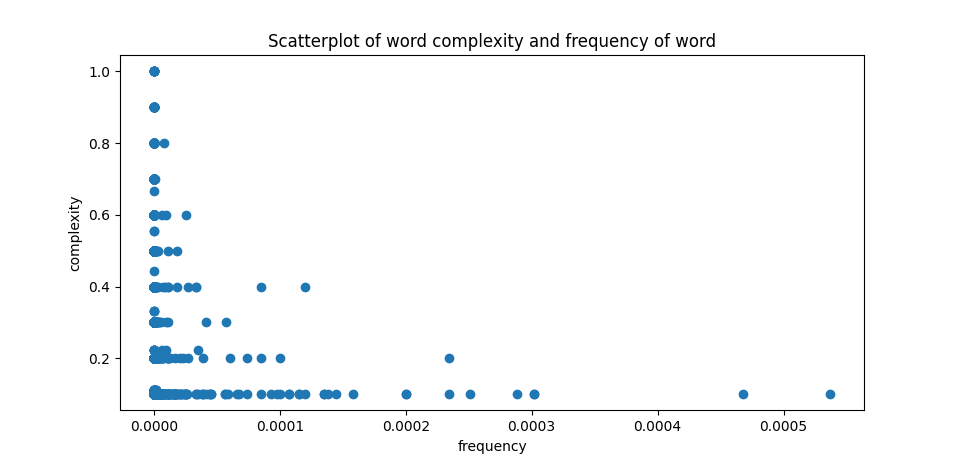 Scatterplot of word complexity and frequency of word
1.0
0.8
0.6
0.4
0.2
complexity
0.0000 0.0001 0.0002 0.0003 0.0004 0.0005
frequency